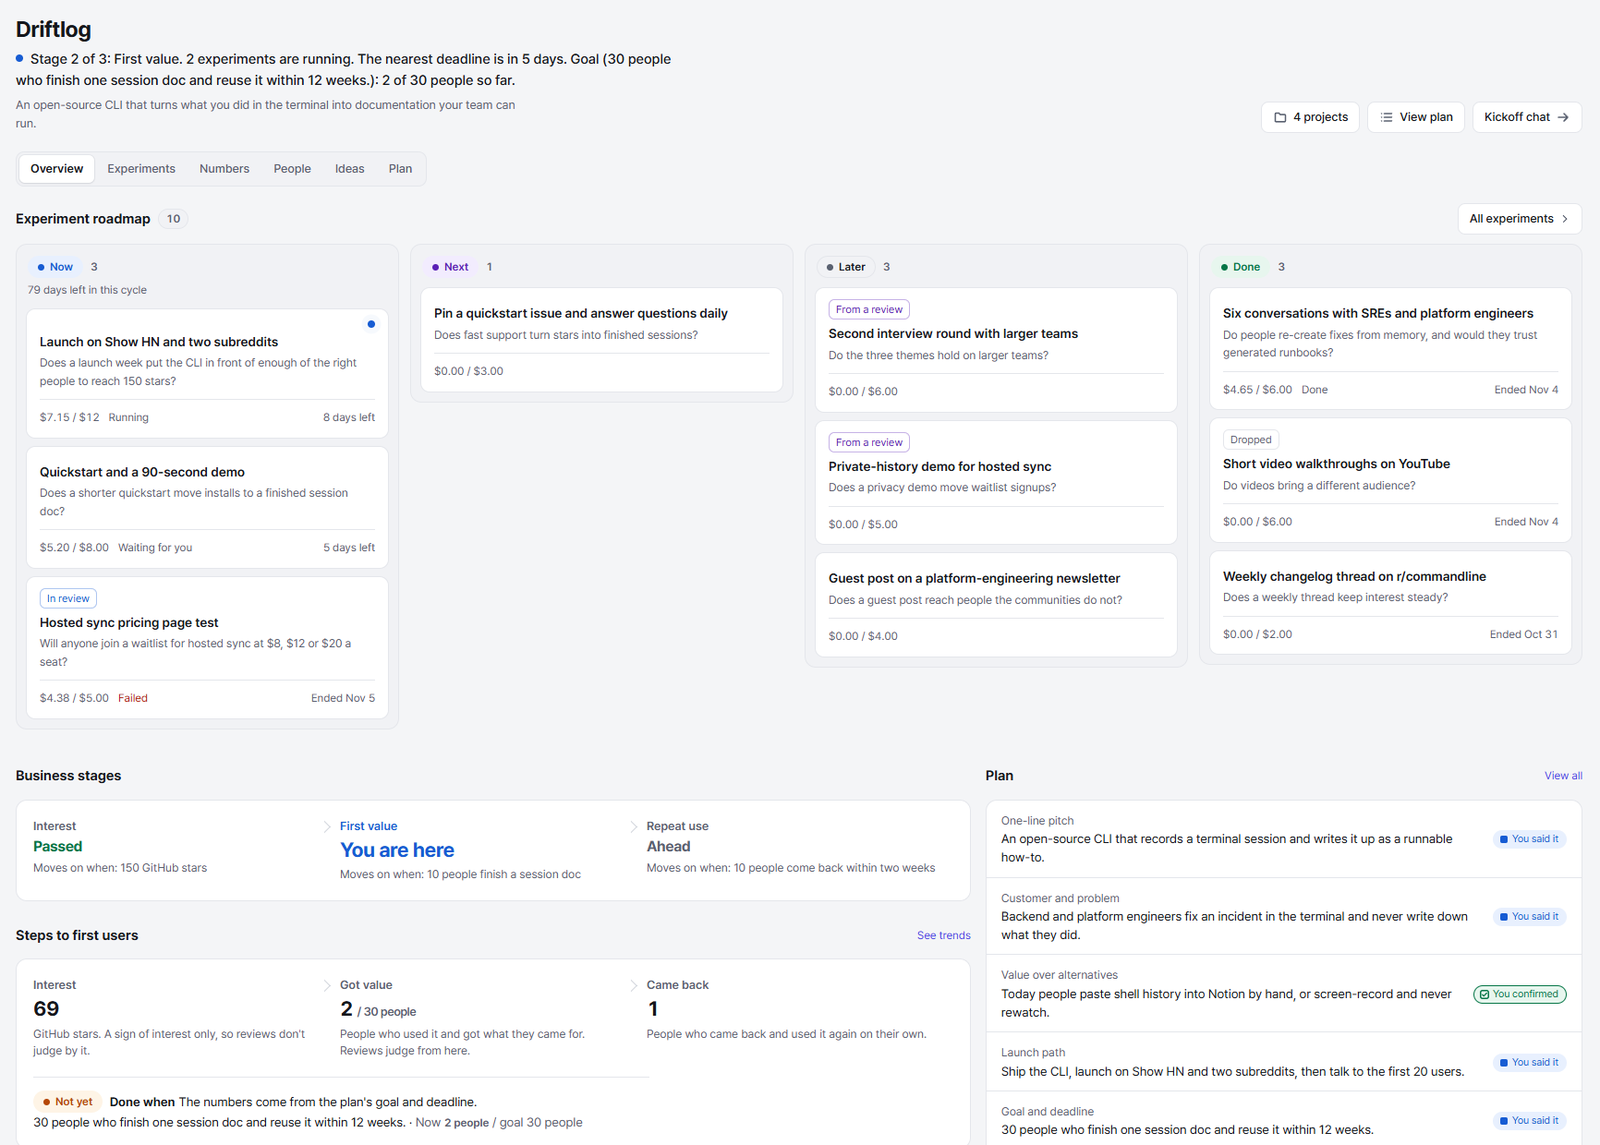 Driftlog
Stage 2 of 3: First value. 2 experiments are running. The nearest deadline is in 5 days. Goal (30 people
who finish one session doc and reuse it within 12 weeks.): 2 of 30 people so far.
An open-source CLI that turns what you did in the terminal into documentation your team can
run.
4 projects
View plan
Kickoff chat
Overview
Experiments
Numbers
People
Ideas
Plan
Experiment roadmap 10
All experiments
Now 3
79 days left in this cycle
Launch on Show HN and two subreddits
Does a launch week put the CLI in front of enough of the right
people to reach 150 stars?
$7.15 / $12 Running 8 days left
Quickstart and a 90-second demo
Does a shorter quickstart move installs to a finished session
doc?
$5.20 / $8.00 Waiting for you 5 days left
In review
Hosted sync pricing page test
Will anyone join a waitlist for hosted sync at $8, $12 or $20 a
seat?
$4.38 / $5.00 Failed Ended Nov 5
Next 1
Pin a quickstart issue and answer questions daily
Does fast support turn stars into finished sessions?
$0.00 / $3.00
Later 3
From a review
Second interview round with larger teams
Do the three themes hold on larger teams?
$0.00 / $6.00
From a review
Private-history demo for hosted sync
Does a privacy demo move waitlist signups?
$0.00 / $5.00
Guest post on a platform-engineering newsletter
Does a guest post reach people the communities do not?
$0.00 / $4.00
Done 3
Six conversations with SREs and platform engineers
Do people re-create fixes from memory, and would they trust
generated runbooks?
$4.65 / $6.00 Done Ended Nov 4
Dropped
Short video walkthroughs on YouTube
Do videos bring a different audience?
$0.00 / $6.00 Ended Nov 4
Weekly changelog thread on r/commandline
Does a weekly thread keep interest steady?
$0.00 / $2.00 Ended Oct 31
Business stages
Interest
Passed
Moves on when: 150 GitHub stars
First value
You are here
Moves on when: 10 people finish a session doc
Repeat use
Ahead
Moves on when: 10 people come back within two weeks
Steps to first users
See trends
Interest
69
GitHub stars. A sign of interest only, so reviews don't
judge by it.
Got value
2 / 30 people
People who used it and got what they came for.
Reviews judge from here.
Came back
1
People who came back and used it again on their own.
Not yet Done when The numbers come from the plan's goal and deadline.
30 people who finish one session doc and reuse it within 12 weeks. · Now 2 people / goal 30 people
Plan
View all
One-line pitch
An open-source CLI that records a terminal session and writes it up as a runnable
how-to.
You said it
Customer and problem
Backend and platform engineers fix an incident in the terminal and never write down
what they did.
You said it
Value over alternatives
Today people paste shell history into Notion by hand, or screen-record and never
rewatch.
You confirmed
Launch path
Ship the CLI, launch on Show HN and two subreddits, then talk to the first 20 users.
You said it
Goal and deadline
30 people who finish one session doc and reuse it within 12 weeks.
You said it